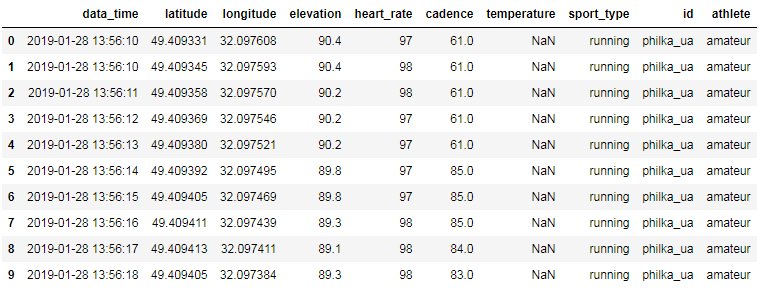 data_time latitude longitude elevation heart_rate cadence temperature sport_type id athlete
0 2019-01-28 13:56:10 49.409331 32.097608 90.4 97 61.0 NaN running philka_ua amateur
1 2019-01-28 13:56:10 49.409345 32.097593 90.4 98 61.0 NaN running philka_ua amateur
2 2019-01-28 13:56:11 49.409358 32.097570 90.2 98 61.0 NaN running philka_ua amateur
3 2019-01-28 13:56:12 49.409369 32.097546 90.2 97 61.0 NaN running philka_ua amateur
4 2019-01-28 13:56:13 49.409380 32.097521 90.2 97 61.0 NaN running philka_ua amateur
5 2019-01-28 13:56:14 49.409392 32.097495 89.8 97 85.0 NaN running philka_ua amateur
6 2019-01-28 13:56:15 49.409405 32.097469 89.8 97 85.0 NaN running philka_ua amateur
7 2019-01-28 13:56:16 49.409411 32.097439 89.3 98 85.0 NaN running philka_ua amateur
8 2019-01-28 13:56:17 49.409413 32.097411 89.1 98 84.0 NaN running philka_ua amateur
9 2019-01-28 13:56:18 49.409405 32.097384 89.3 98 83.0 NaN running philka_ua amateur